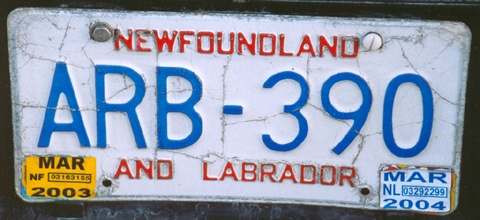 NEWFOUNDLAND
ARB-390
AND LABRADOR
MAR
NF 03163155
2003
MAR
NL 03292299
2004